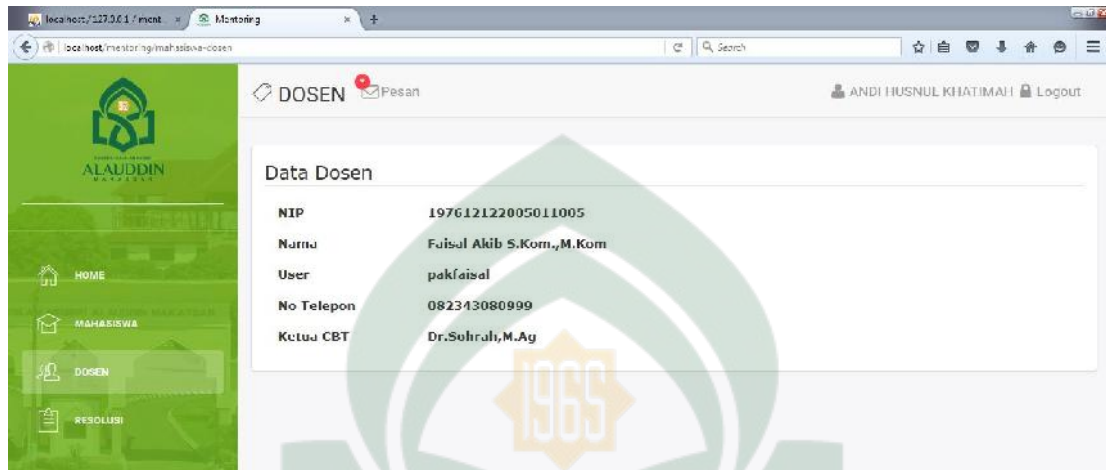 localhost/127.0.0.1 / ment...
Mentoring
localhost/mentoring/mahasiswa-dosen
Search
ALAUDDIN
MAKASSAR
DOSEN
Pesan
ANDI HUSNUL KHATIMAH
Logout
Data Dosen
NIP 197612122005011005
Nama Faisal Akib S.Kom.,M.Kom
User pakfaisal
No Telepon 082343080999
Ketua CBT Dr.Sohrah,M.Ag
HOME
MAHASISWA
DOSEN
RESOLUSI
1965